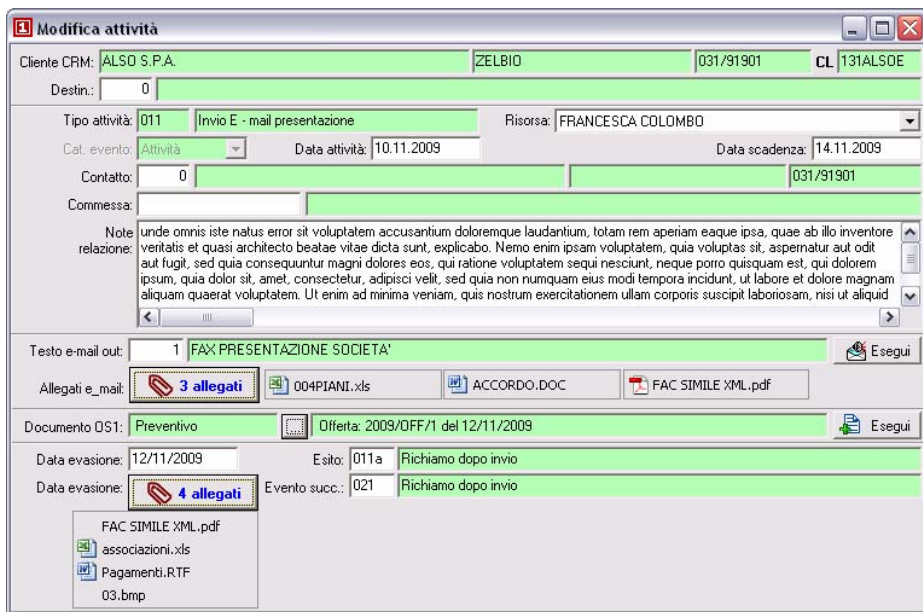 Modifica attività
Cliente CRM: ALSO S.P.A. ZELBIO 031/91901 CL 131ALSOE
Destin.: 0
Tipo attività: 011 Invio E - mail presentazione Risorsa: FRANCESCA COLOMBO
Cat. evento: Attività Data attività: 10.11.2009 Data scadenza: 14.11.2009
Contatto: 0 031/91901
Commessa:
Note relazione:
unde omnis iste natus error sit voluptatem accusantium doloremque laudantium, totam rem aperiam eaque ipsa, quae ab illo inventore
veritatis et quasi architecto beatae vitae dicta sunt, explicabo. Nemo enim ipsam voluptatem, quia voluptas sit, aspernatur aut odit
aut fugit, sed quia consequuntur magni dolores eos, qui ratione voluptatem sequi nesciunt, neque porro quisquam est, qui dolorem
ipsum, quia dolor sit, amet, consectetur, adipisci velit, sed quia non numquam eius modi tempora incidunt, ut labore et dolore magnam
aliquam quaerat voluptatem. Ut enim ad minima veniam, quis nostrum exercitationem ullam corporis suscipit laboriosam, nisi ut aliquid
Testo e-mail out: 1 FAX PRESENTAZIONE SOCIETA' Esegui
Allegati e_mail: 3 allegati 004PIANI.xls ACCORDO.DOC FAC SIMILE XML.pdf
Documento OS1: Preventivo ... Offerta: 2009/OFF/1 del 12/11/2009 Esegui
Data evasione: 12/11/2009 Esito: 011a Richiamo dopo invio
Data evasione: 4 allegati Evento succ.: 021 Richiamo dopo invio
FAC SIMILE XML.pdf
associazioni.xls
Pagamenti.RTF
03.bmp